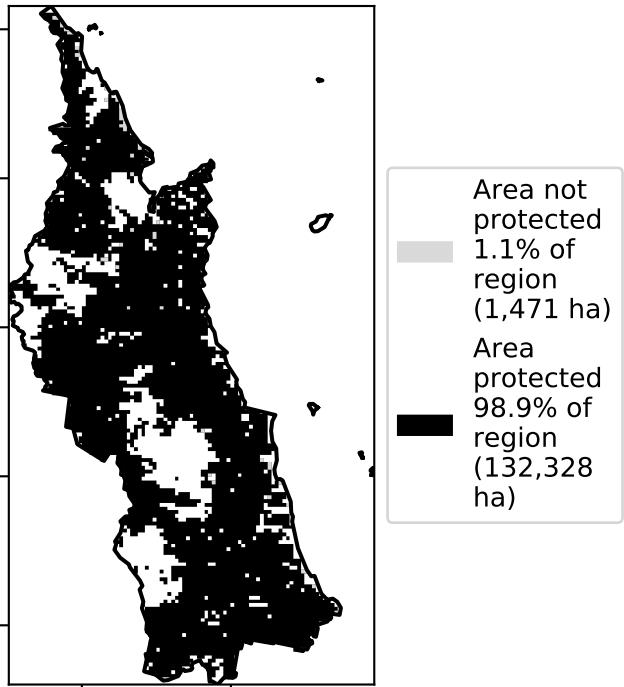 Area not
protected
1.1% of
region
(1,471 ha)
Area
protected
98.9% of
region
(132,328
ha)